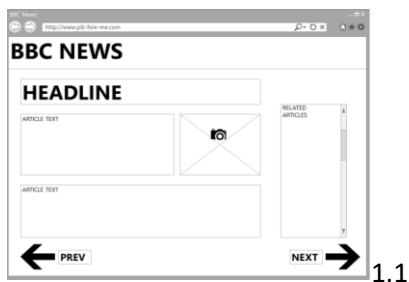 BBC News
http://www.plz-hire-me.com
BBC NEWS
HEADLINE
ARTICLE TEXT
RELATED
ARTICLES
ARTICLE TEXT
PREV
NEXT
1.1